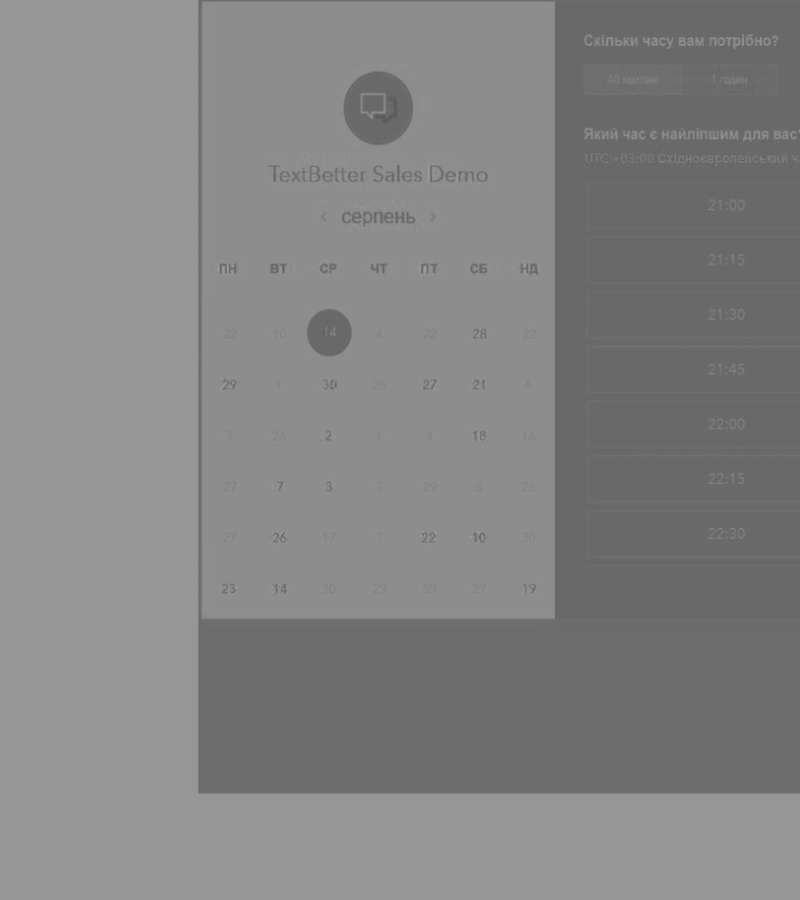 TextBetter Sales Demo
серпень
ПН ВТ СР ЧТ ПТ СБ НД
22 10 14 4 22 28 22
29 1 30 25 27 21 6
3 26 2 1 4 18 16
27 7 3 7 29 8 26
27 26 17 7 22 10 30
23 14 30 29 30 27 19
Скільки часу вам потрібно?
40 хвилин 1 годин
Який час є найліпшим для вас?
UTC +03:00 Східноєвропейський
21:00
21:15
21:30
21:45
22:00
22:15
22:30